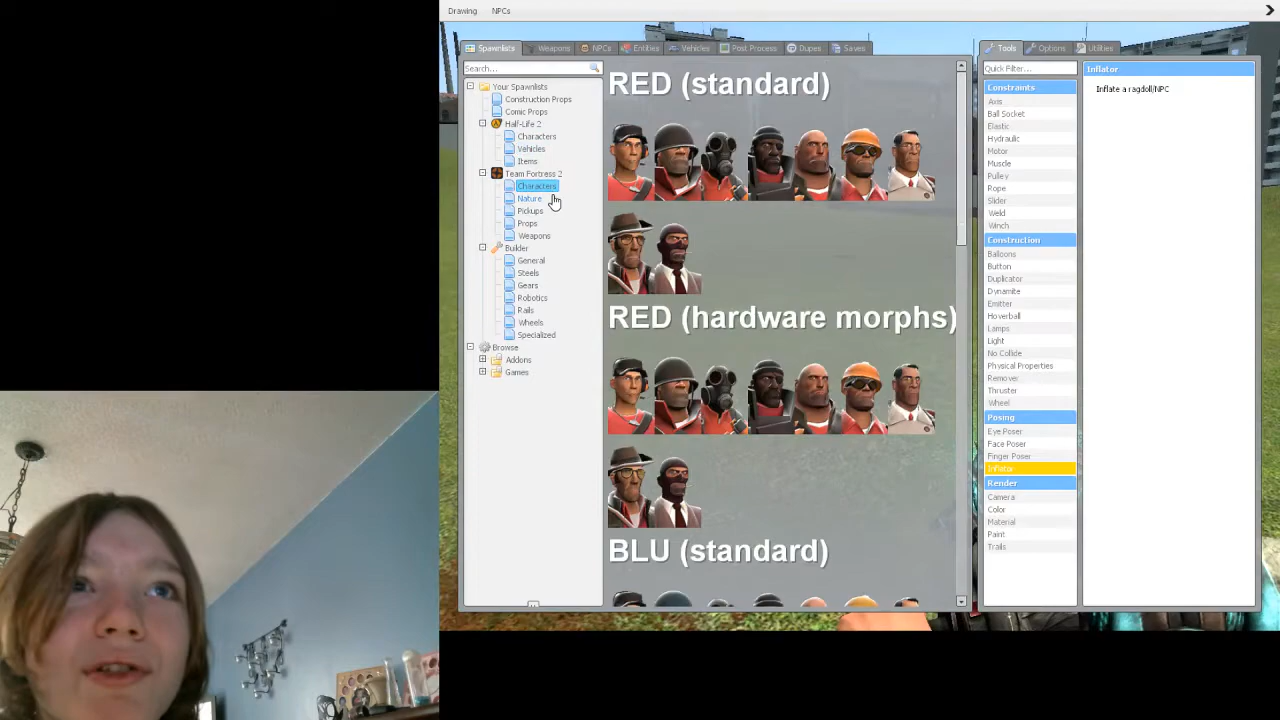 Drawing NPCs
Spawnlists Weapons NPCs Entities Vehicles Post Process Dupes Saves
Search...
Your Spawnlists
Construction Props
Comic Props
Half-Life 2
Characters
Vehicles
Items
Team Fortress 2
Characters
Nature
Pickups
Props
Weapons
Builder
General
Steels
Gears
Robotics
Rails
Wheels
Specialized
Browse
Addons
Games
RED (standard)
RED (hardware morphs)
BLU (standard)
Tools Options Utilities
Quick Filter...
Constraints
Axis
Ball Socket
Elastic
Hydraulic
Motor
Muscle
Pulley
Rope
Slider
Weld
Winch
Construction
Balloons
Button
Duplicator
Dynamite
Emitter
Hoverball
Lamps
Light
No Collide
Physical Properties
Remover
Thruster
Wheel
Posing
Eye Poser
Face Poser
Finger Poser
Inflator
Render
Camera
Color
Material
Paint
Trails
Inflator
Inflate a ragdoll/NPC